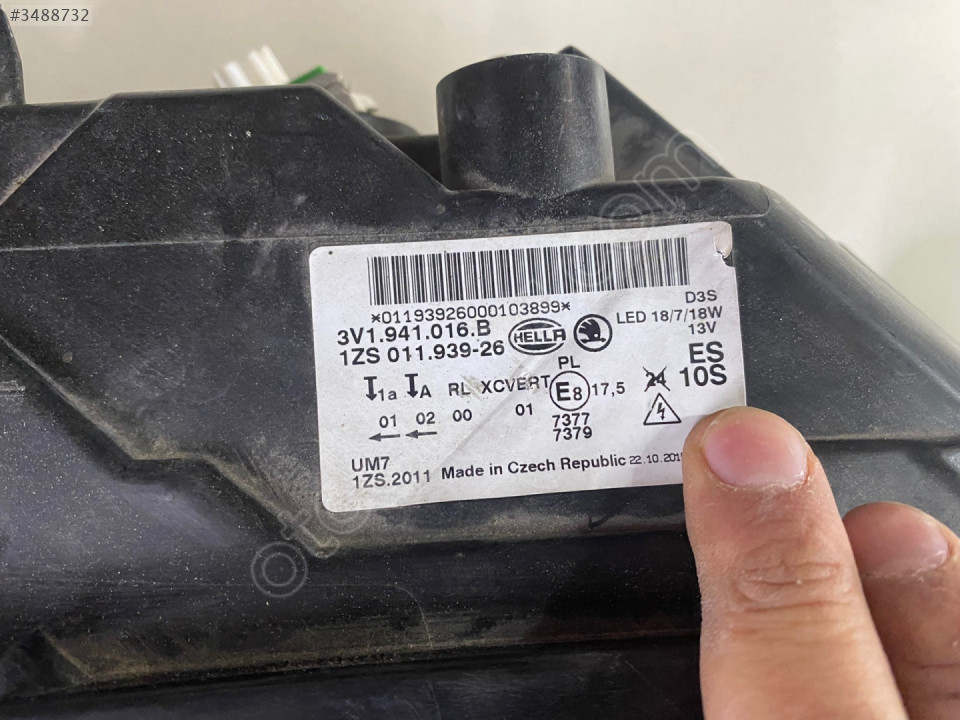 #3488732
*01193926000103899*
3V1.941.016.B
1ZS 011.939-26
HELLA
D3S
LED 18/7/18W
13V
ES
10S
24
1a A RL XCVERT PL E8 17,5
01 02 00 01 7377
7379
UM7
1ZS.2011 Made in Czech Republic 22.10.201